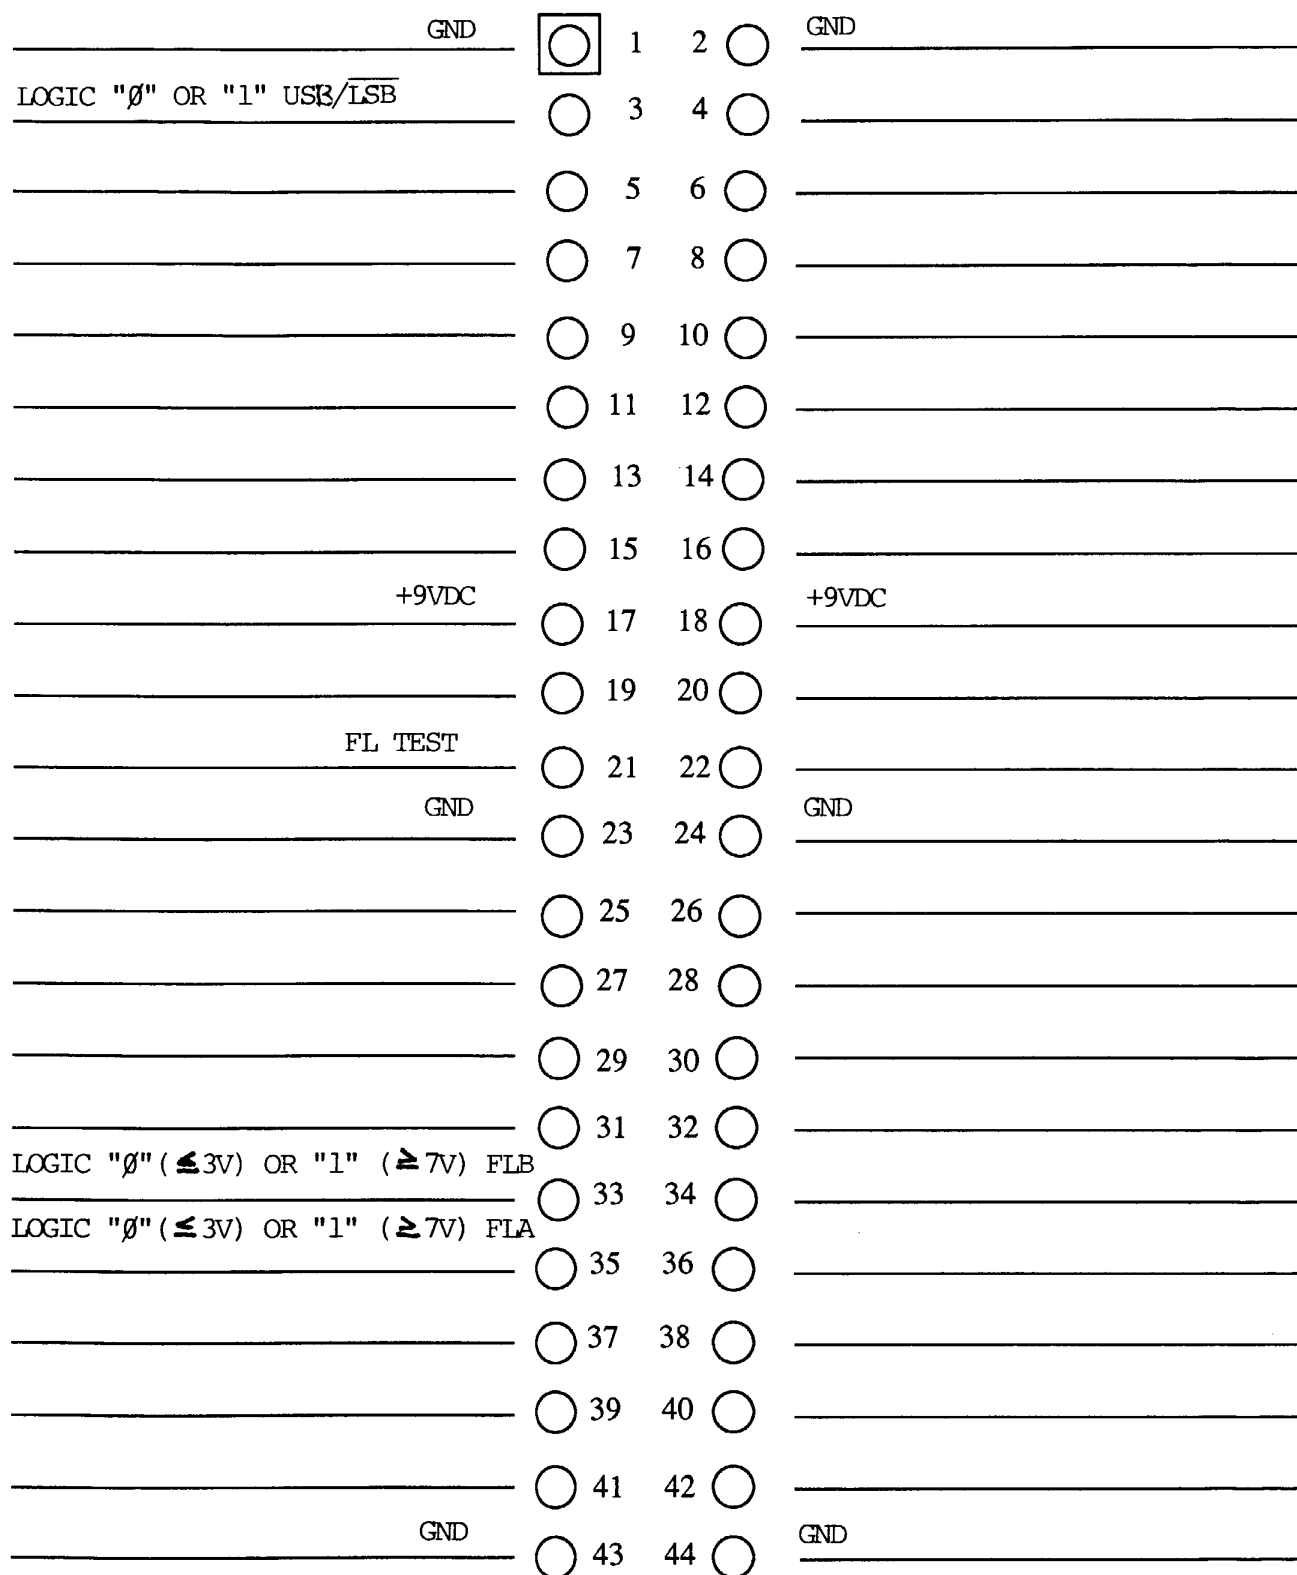 GND 1 2 GND
LOGIC "Ø" OR "1" USB/LSB 3 4
5 6
7 8
9 10
11 12
13 14
15 16
+9VDC 17 18 +9VDC
19 20
FL TEST 21 22
GND 23 24 GND
25 26
27 28
29 30
31 32
LOGIC "Ø" (≤3V) OR "1" (≥7V) FLB 33 34
LOGIC "Ø" (≤3V) OR "1" (≥7V) FLA 35 36
37 38
39 40
41 42
GND 43 44 GND